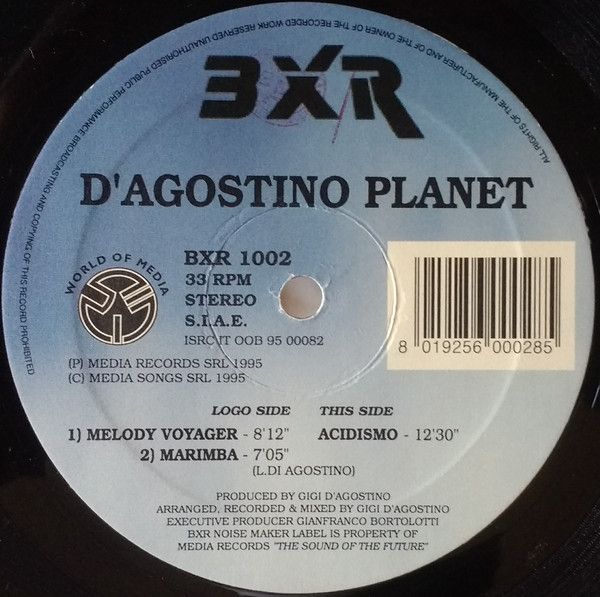 ALL RIGHTS OF THE MANUFACTURER AND OF THE OWNER OF THE RECORDED WORK RESERVED UNAUTHORISED PUBLIC PERFORMANCE BROADCASTING AND COPYING OF THIS RECORD PROHIBITED
BXR
D'AGOSTINO PLANET
WORLD OF MEDIA
BXR 1002
33 RPM
STEREO
S.I.A.E.
ISRC IT OOB 95 00082
8 019256 000285
(P) MEDIA RECORDS SRL 1995
(C) MEDIA SONGS SRL 1995
LOGO SIDE THIS SIDE
1) MELODY VOYAGER - 8'12" ACIDISMO - 12'30"
2) MARIMBA - 7'05"
(L.DI AGOSTINO)
PRODUCED BY GIGI D'AGOSTINO
ARRANGED, RECORDED & MIXED BY GIGI D'AGOSTINO
EXECUTIVE PRODUCER GIANFRANCO BORTOLOTTI
BXR NOISE MAKER LABEL IS PROPERTY OF
MEDIA RECORDS "THE SOUND OF THE FUTURE"